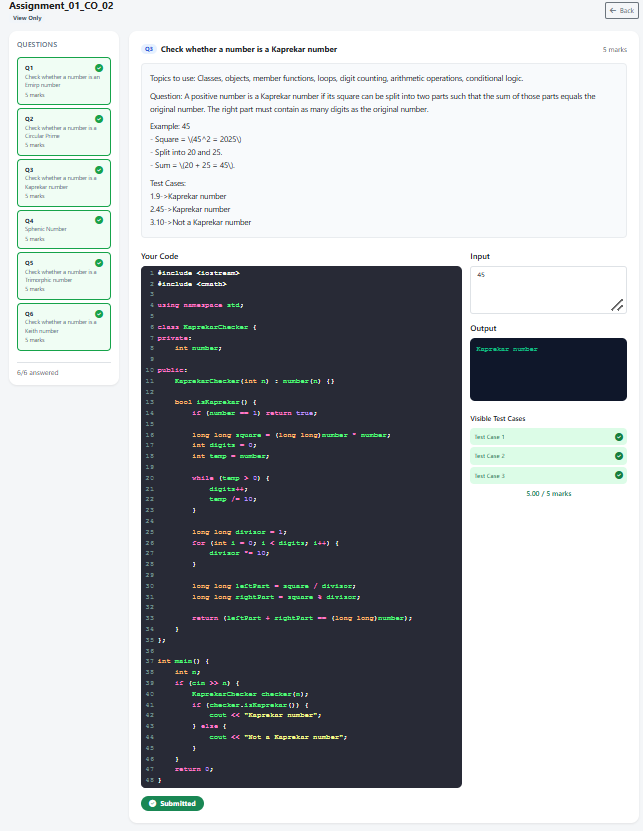 Assignment_01_CO_02
View Only
← Back
QUESTIONS
Q1
Check whether a number is an
Emirp number
5 marks
Q2
Check whether a number is a
Circular Prime
5 marks
Q3
Check whether a number is a
Kaprekar number
5 marks
Q4
Sphenic Number
5 marks
Q5
Check whether a number is a
Trimorphic number
5 marks
Q6
Check whether a number is a
Keith number
5 marks
6/6 answered
Q3 Check whether a number is a Kaprekar number
5 marks
Topics to use: Classes, objects, member functions, loops, digit counting, arithmetic operations, conditional logic.
Question: A positive number is a Kaprekar number if its square can be split into two parts such that the sum of those parts equals the
original number. The right part must contain as many digits as the original number.
Example: 45
- Square = \(45^2 = 2025\)
- Split into 20 and 25.
- Sum = \(20 + 25 = 45\).
Test Cases:
1.9->Kaprekar number
2.45->Kaprekar number
3.10->Not a Kaprekar number
Your Code
1 #include <iostream>
2 #include <cmath>
3
4 using namespace std;
5
6 class KaprekarChecker {
7 private:
8     int number;
9
10 public:
11     KaprekarChecker(int n) : number(n) {}
12
13     bool isKaprekar() {
14         if (number == 1) return true;
15
16         long long square = (long long)number * number;
17         int digits = 0;
18         int temp = number;
19
20         while (temp > 0) {
21             digits++;
22             temp /= 10;
23         }
24
25         long long divisor = 1;
26         for (int i = 0; i < digits; i++) {
27             divisor *= 10;
28         }
29
30         long long leftPart = square / divisor;
31         long long rightPart = square % divisor;
32
33         return (leftPart + rightPart == (long long)number);
34     }
35 };
36
37 int main() {
38     int n;
39     if (cin >> n) {
40         KaprekarChecker checker(n);
41         if (checker.isKaprekar()) {
42             cout << "Kaprekar number";
43         } else {
44             cout << "Not a Kaprekar number";
45         }
46     }
47     return 0;
48 }
Submitted
Input
45
Output
Kaprekar number
Visible Test Cases
Test Case 1
Test Case 2
Test Case 3
5.00 / 5 marks